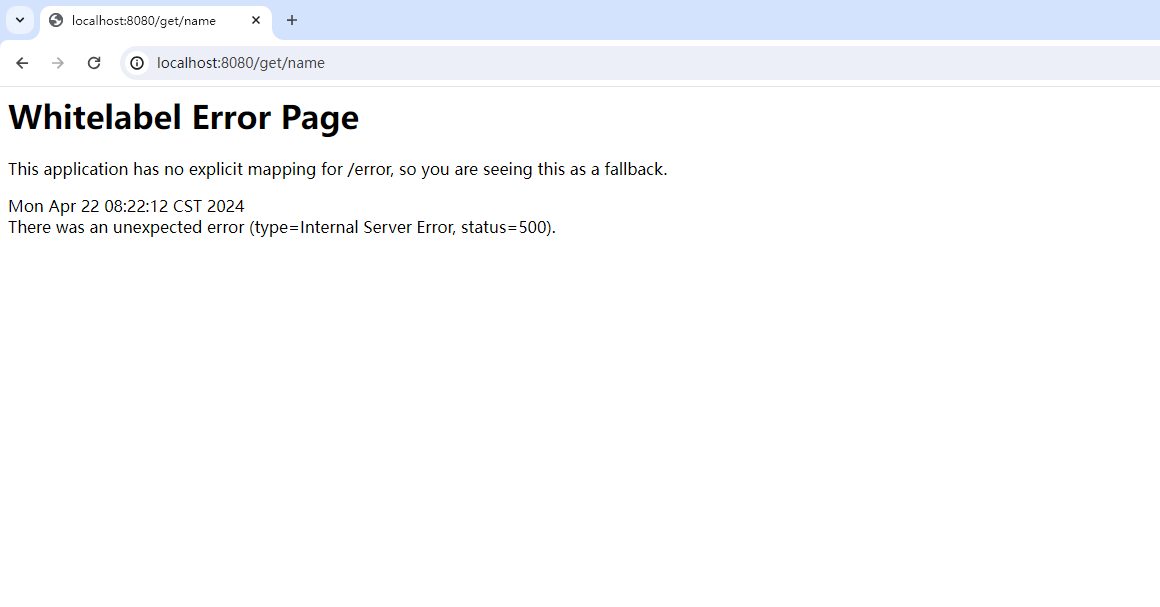 localhost:8080/get/name
localhost:8080/get/name
Whitelabel Error Page
This application has no explicit mapping for /error, so you are seeing this as a fallback.
Mon Apr 22 08:22:12 CST 2024
There was an unexpected error (type=Internal Server Error, status=500).